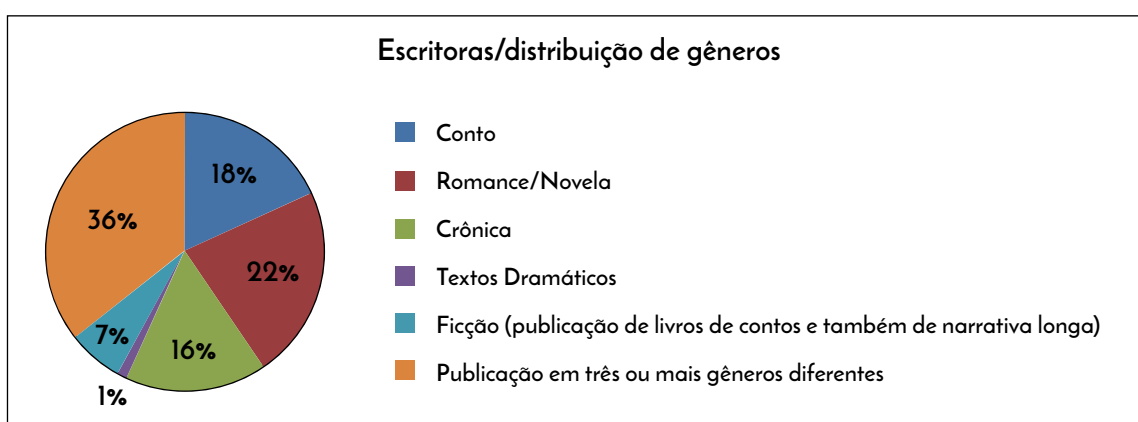 Escritoras/distribuição de gêneros
18%
22%
16%
1%
7%
36%
Conto
Romance/Novela
Crônica
Textos Dramáticos
Ficção (publicação de livros de contos e também de narrativa longa)
Publicação em três ou mais gêneros diferentes